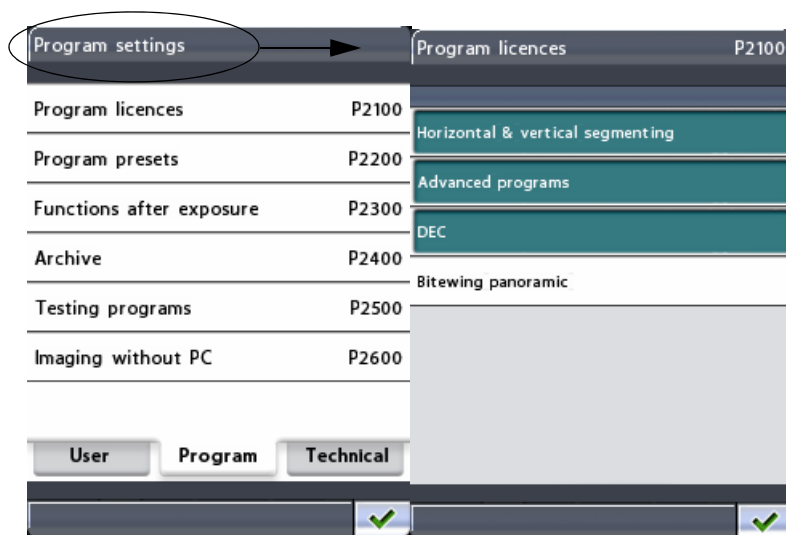 Program settings
Program licences P2100
Program presets P2200
Functions after exposure P2300
Archive P2400
Testing programs P2500
Imaging without PC P2600
User Program Technical
Program licences P2100
Horizontal & vertical segmenting
Advanced programs
DEC
Bitewing panoramic